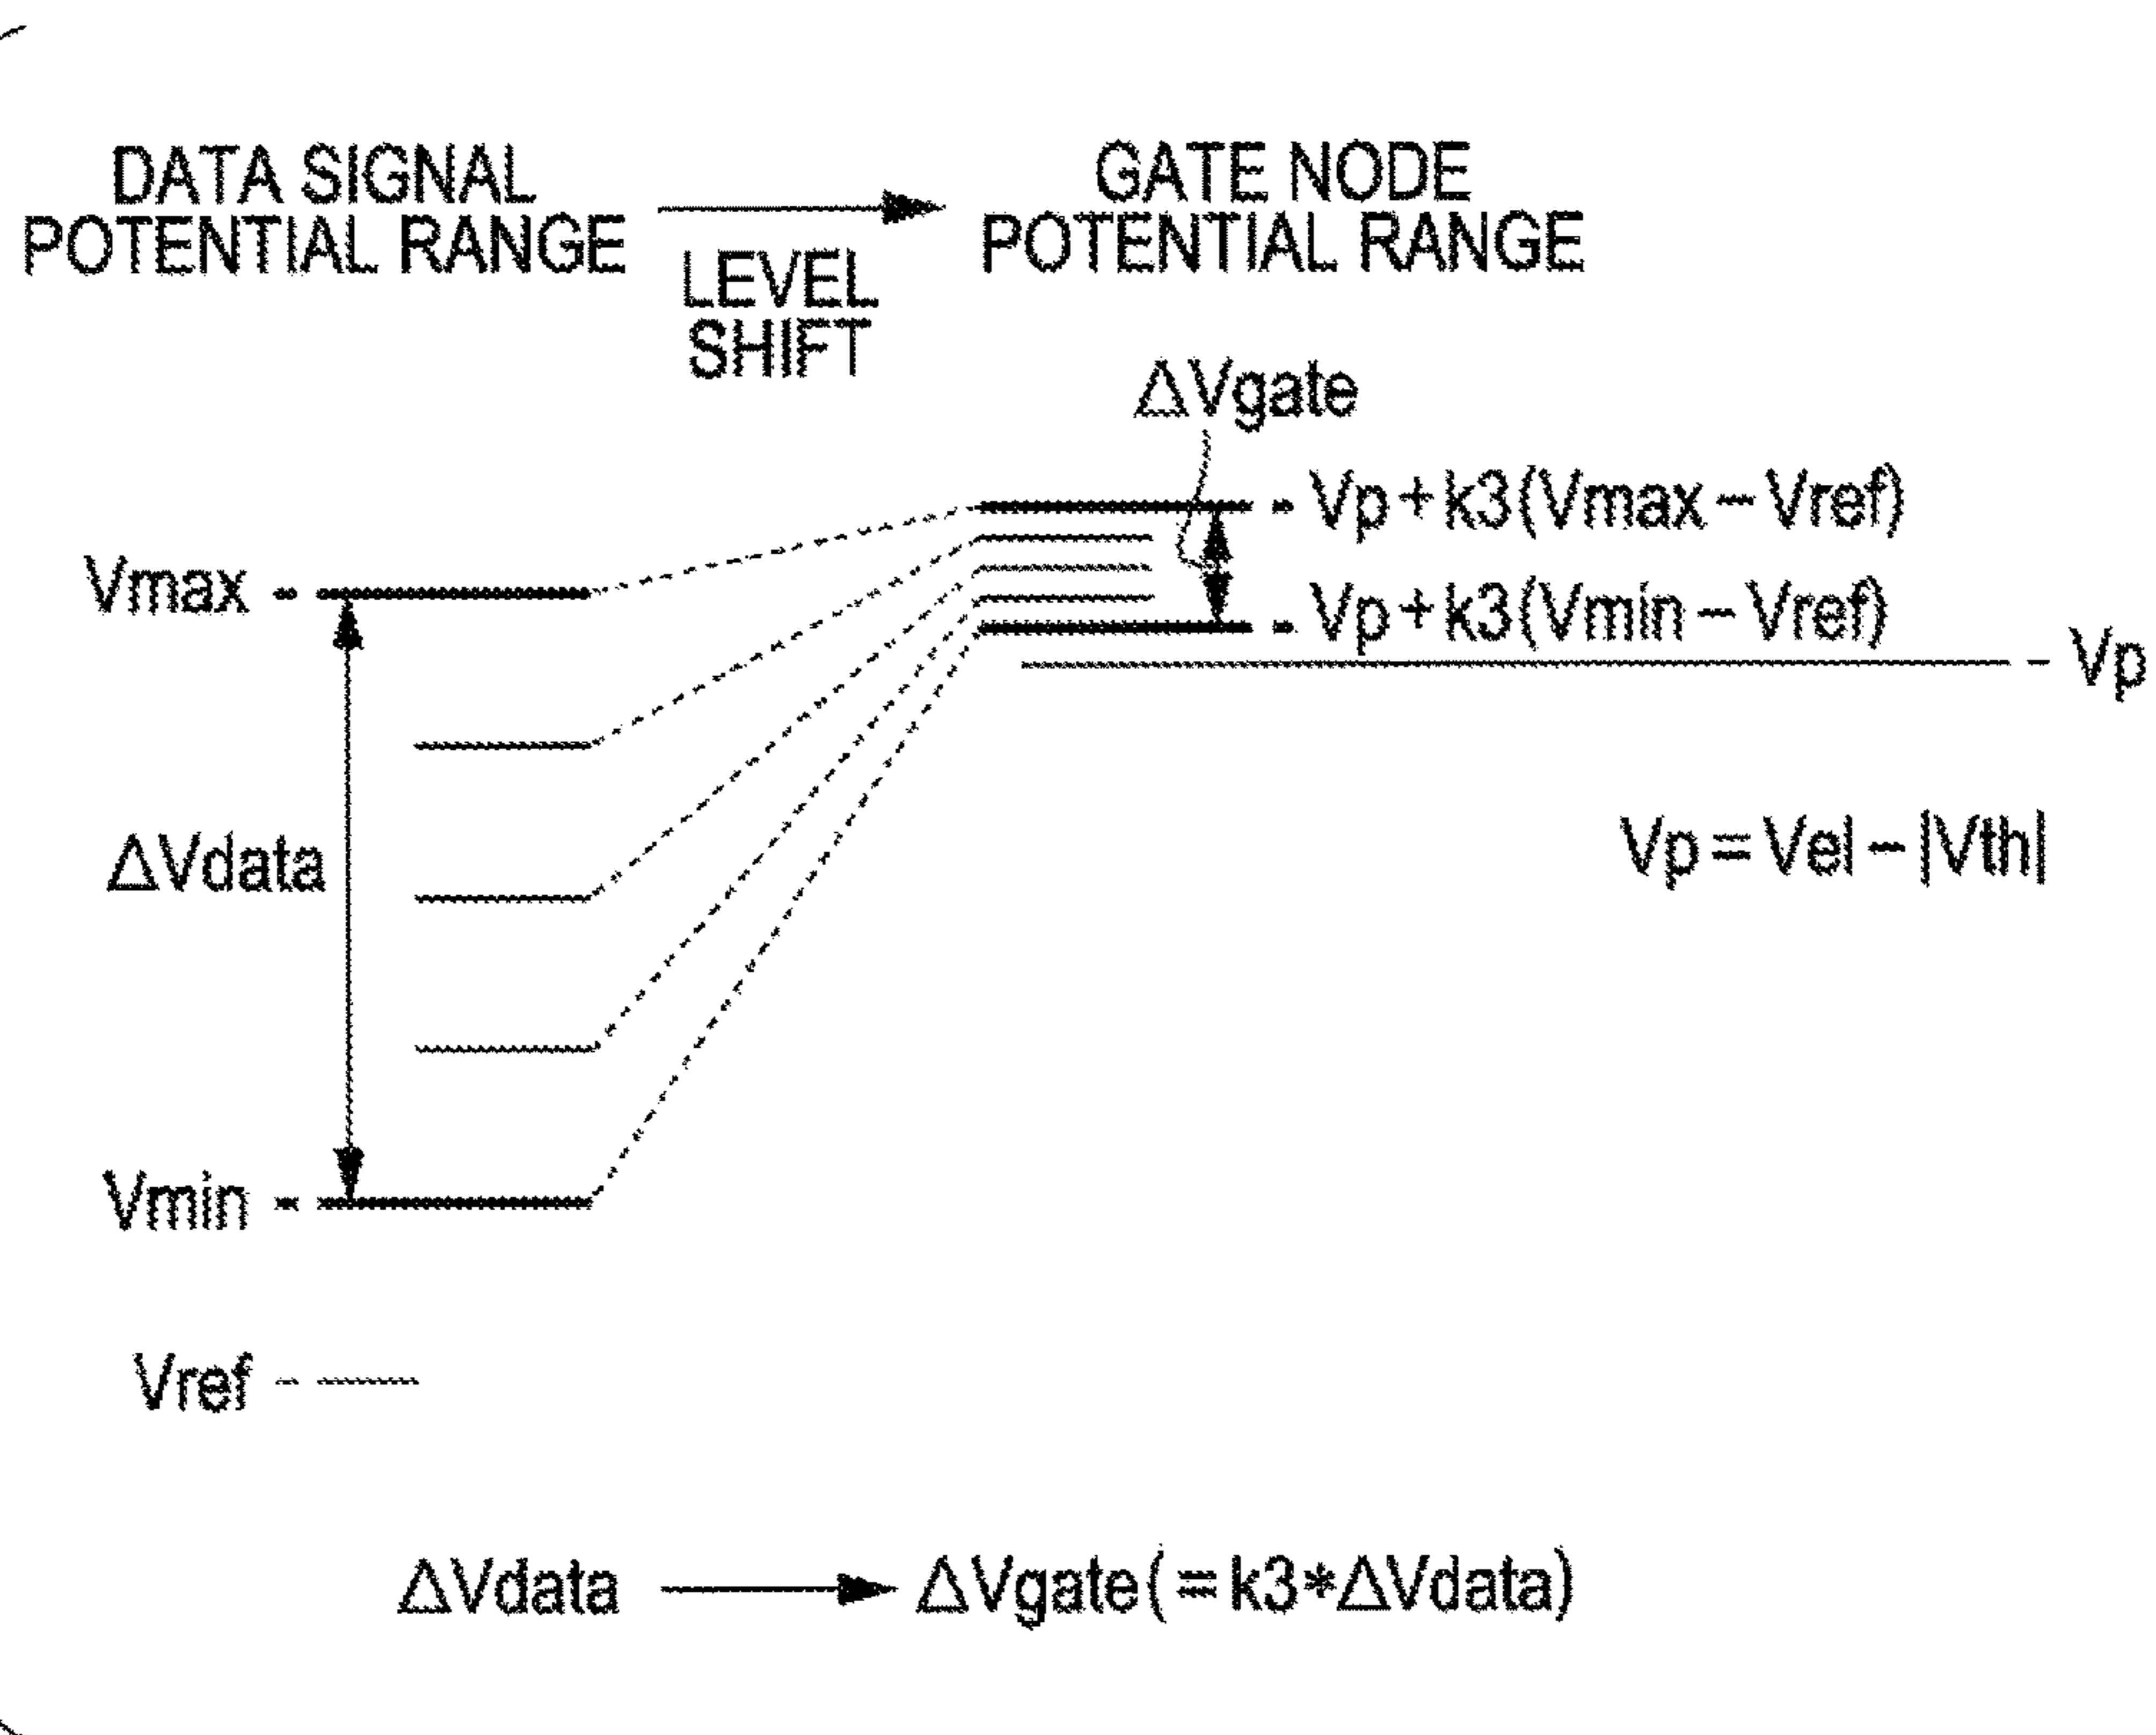 DATA SIGNAL
POTENTIAL RANGE
LEVEL
SHIFT
GATE NODE
POTENTIAL RANGE
ΔVgate
Vp+k3(Vmax-Vref)
Vmax
Vp+k3(Vmin-Vref)
Vp
ΔVdata
Vp=Vel-|Vth|
Vmin
Vref
ΔVdata
ΔVgate(=k3*ΔVdata)